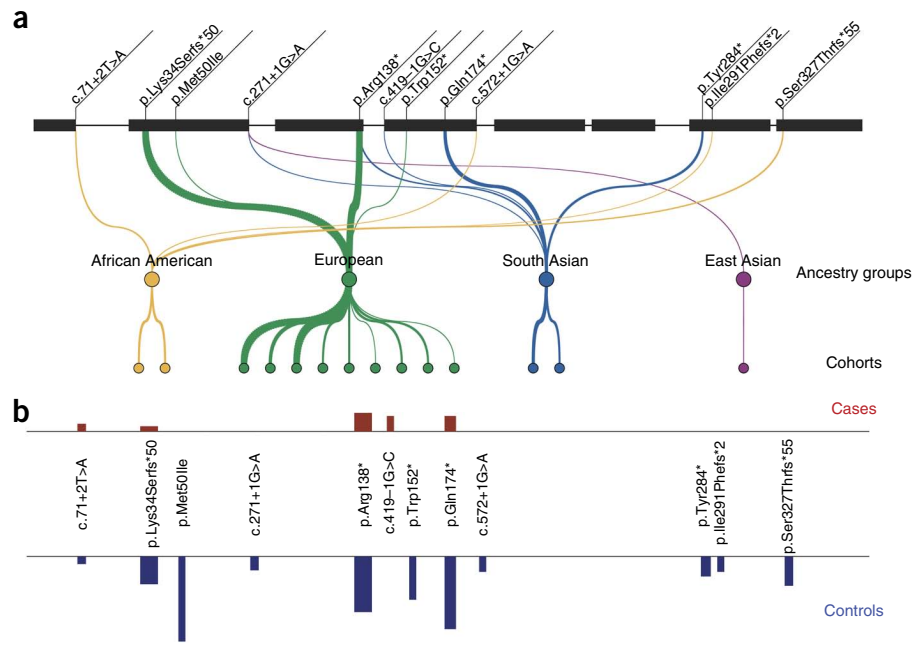 a
c.71+2T>A
p.Lys34Serfs*50
p.Met50Ile
c.271+1G>A
p.Arg138*
c.419–1G>C
p.Trp152*
p.Gln174*
c.572+1G>A
p.Tyr284*
p.Ile291Phefs*2
p.Ser327Thrfs*55
African American
European
South Asian
East Asian
Ancestry groups
Cohorts
b
Cases
c.71+2T>A
p.Lys34Serfs*50
p.Met50Ile
c.271+1G>A
p.Arg138*
c.419–1G>C
p.Trp152*
p.Gln174*
c.572+1G>A
p.Tyr284*
p.Ile291Phefs*2
p.Ser327Thrfs*55
Controls